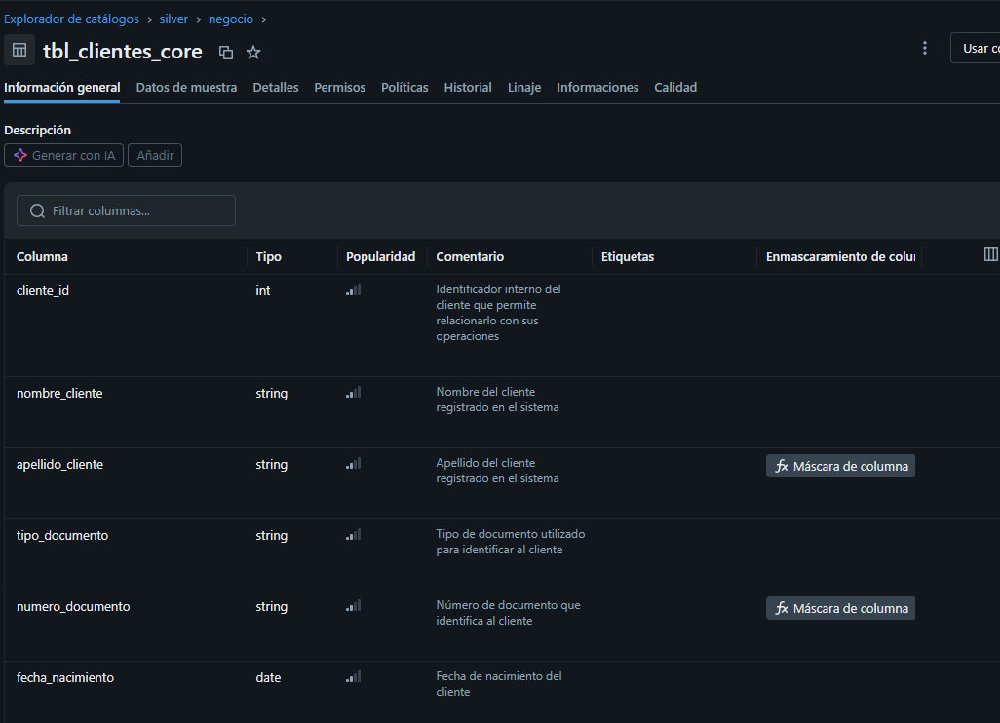 Explorador de catálogos › silver › negocio ›
tbl_clientes_core
Usar co
Información general Datos de muestra Detalles Permisos Políticas Historial Linaje Informaciones Calidad
Descripción
Generar con IA Añadir
Filtrar columnas...
Columna Tipo Popularidad Comentario Etiquetas Enmascaramiento de colu
cliente_id int Identificador interno del
cliente que permite
relacionarlo con sus
operaciones
nombre_cliente string Nombre del cliente
registrado en el sistema
apellido_cliente string Apellido del cliente fx Máscara de columna
registrado en el sistema
tipo_documento string Tipo de documento utilizado
para identificar al cliente
numero_documento string Número de documento que fx Máscara de columna
identifica al cliente
fecha_nacimiento date Fecha de nacimiento del
cliente